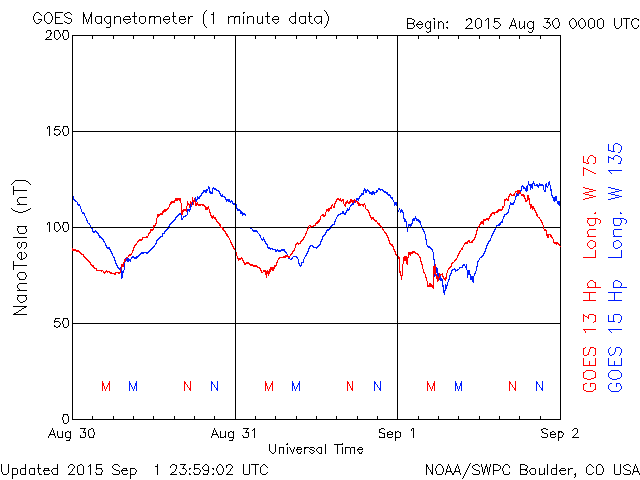 GOES Magnetometer (1 minute data)
Begin: 2015 Aug 30 0000 UTC
200
150
100
50
0
NanoTesla (nT)
M M N N M M N N M M N N
Aug 30 Aug 31 Sep 1 Sep 2
Universal Time
GOES 13 Hp Long. W 75
GOES 15 Hp Long. W 135
Updated 2015 Sep 1 23:59:02 UTC
NOAA/SWPC Boulder, CO USA